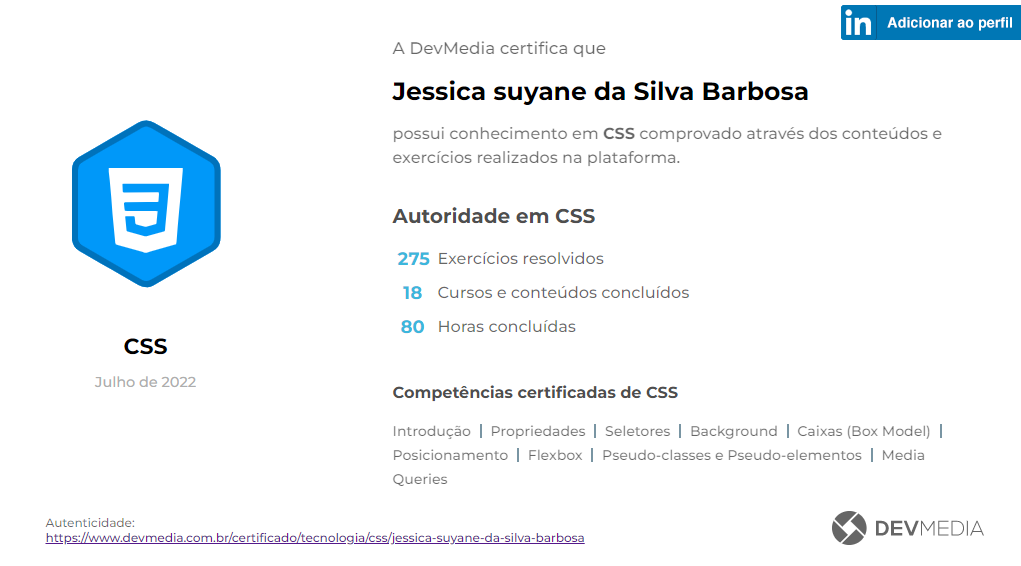 Adicionar ao perfil
A DevMedia certifica que
Jessica suyane da Silva Barbosa
possui conhecimento em CSS comprovado através dos conteúdos e
exercícios realizados na plataforma.
Autoridade em CSS
275 Exercícios resolvidos
18 Cursos e conteúdos concluídos
80 Horas concluídas
CSS
Julho de 2022
Competências certificadas de CSS
Introdução | Propriedades | Seletores | Background | Caixas (Box Model) |
Posicionamento | Flexbox | Pseudo-classes e Pseudo-elementos | Media
Queries
Autenticidade:
https://www.devmedia.com.br/certificado/tecnologia/css/jessica-suyane-da-silva-barbosa
DEVMEDIA